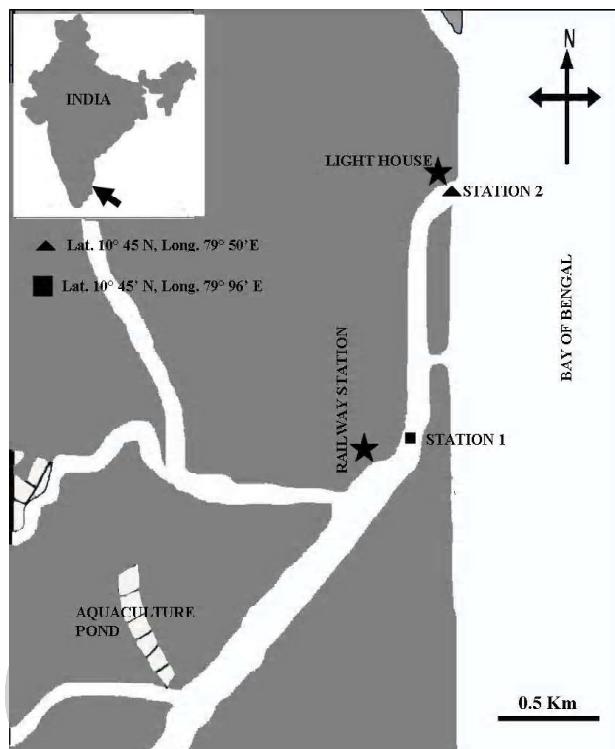 INDIA
N
LIGHT HOUSE
STATION 2
Lat. 10° 45 N, Long. 79° 50’ E
Lat. 10° 45’ N, Long. 79° 96’ E
BAY OF BENGAL
RAILWAY STATION
STATION 1
AQUACULTURE
POND
0.5 Km